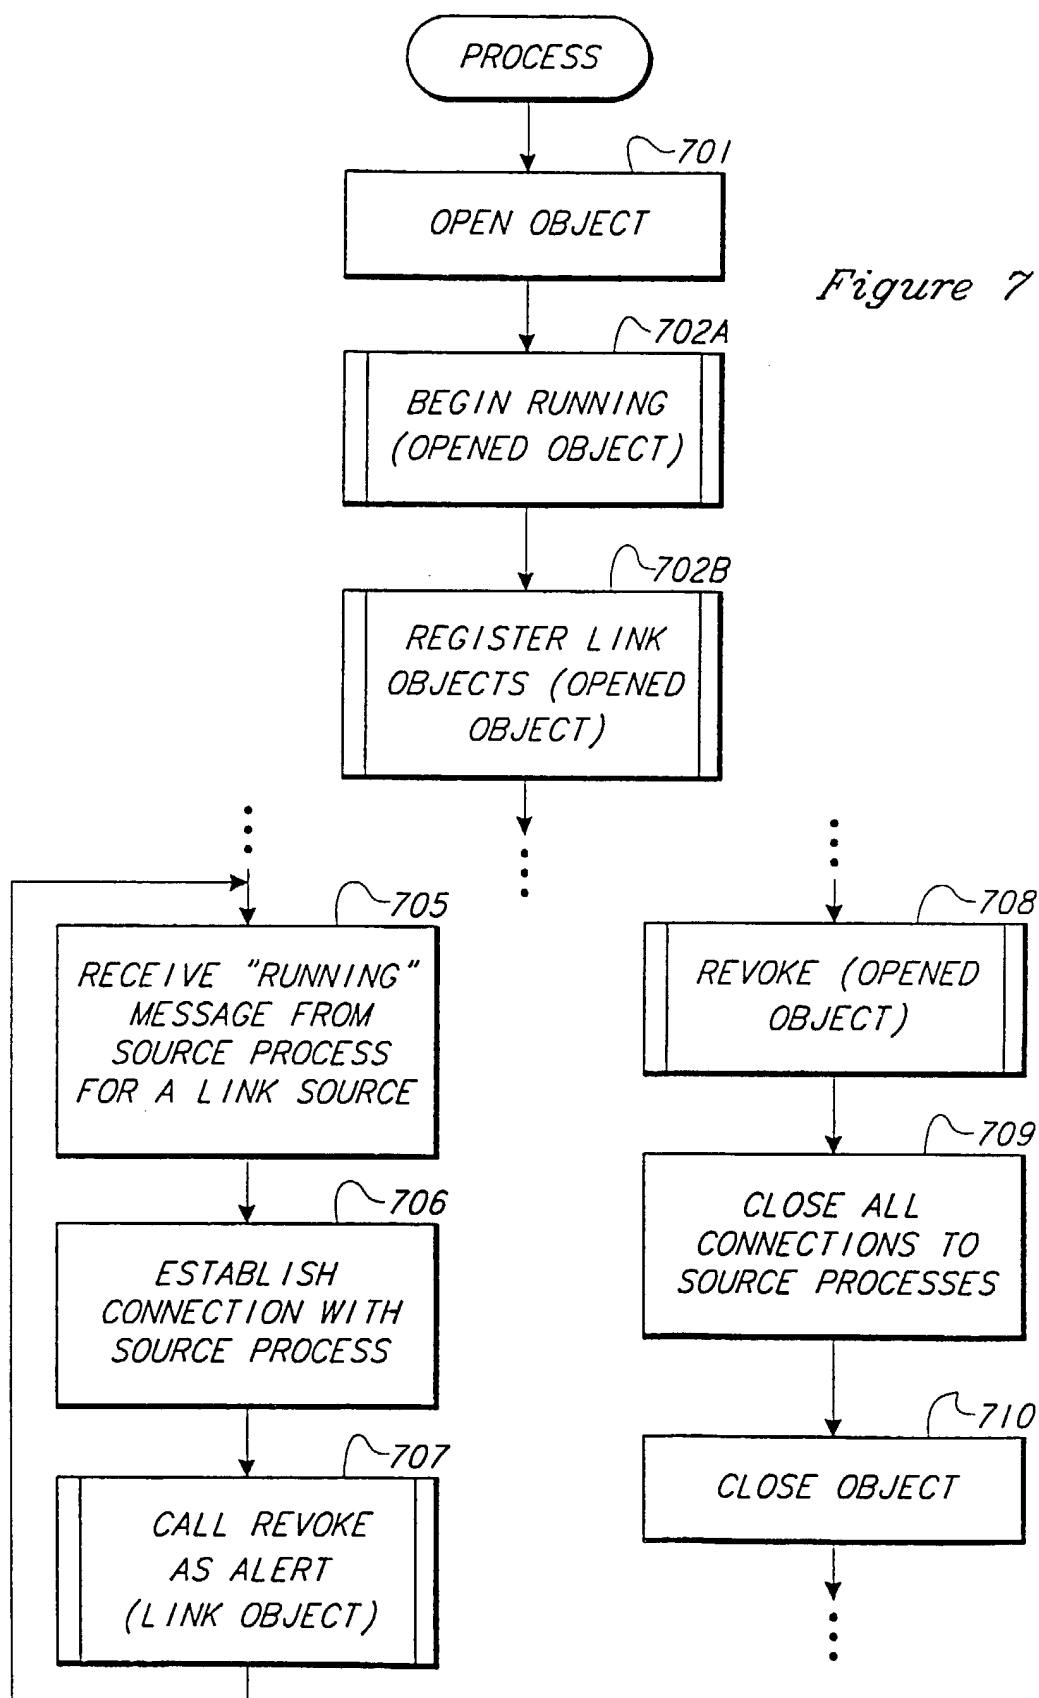 PROCESS
701
OPEN OBJECT
Figure 7
702A
BEGIN RUNNING
(OPENED OBJECT)
702B
REGISTER LINK
OBJECTS (OPENED
OBJECT)
705
RECEIVE "RUNNING"
MESSAGE FROM
SOURCE PROCESS
FOR A LINK SOURCE
706
ESTABLISH
CONNECTION WITH
SOURCE PROCESS
707
CALL REVOKE
AS ALERT
(LINK OBJECT)
708
REVOKE (OPENED
OBJECT)
709
CLOSE ALL
CONNECTIONS TO
SOURCE PROCESSES
710
CLOSE OBJECT